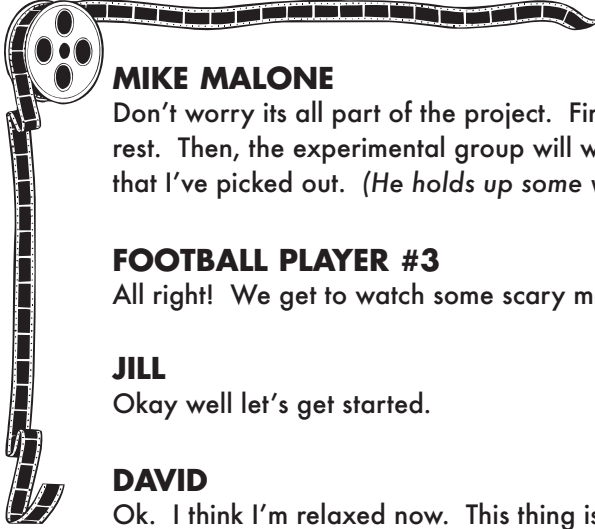 MIKE MALONE
Don’t worry its all part of the project.  Fir
rest.  Then, the experimental group will w
that I’ve picked out.  (He holds up some v
FOOTBALL PLAYER #3
All right!  We get to watch some scary m
JILL
Okay well let’s get started.
DAVID
Ok.  I think I’m relaxed now.  This thing is